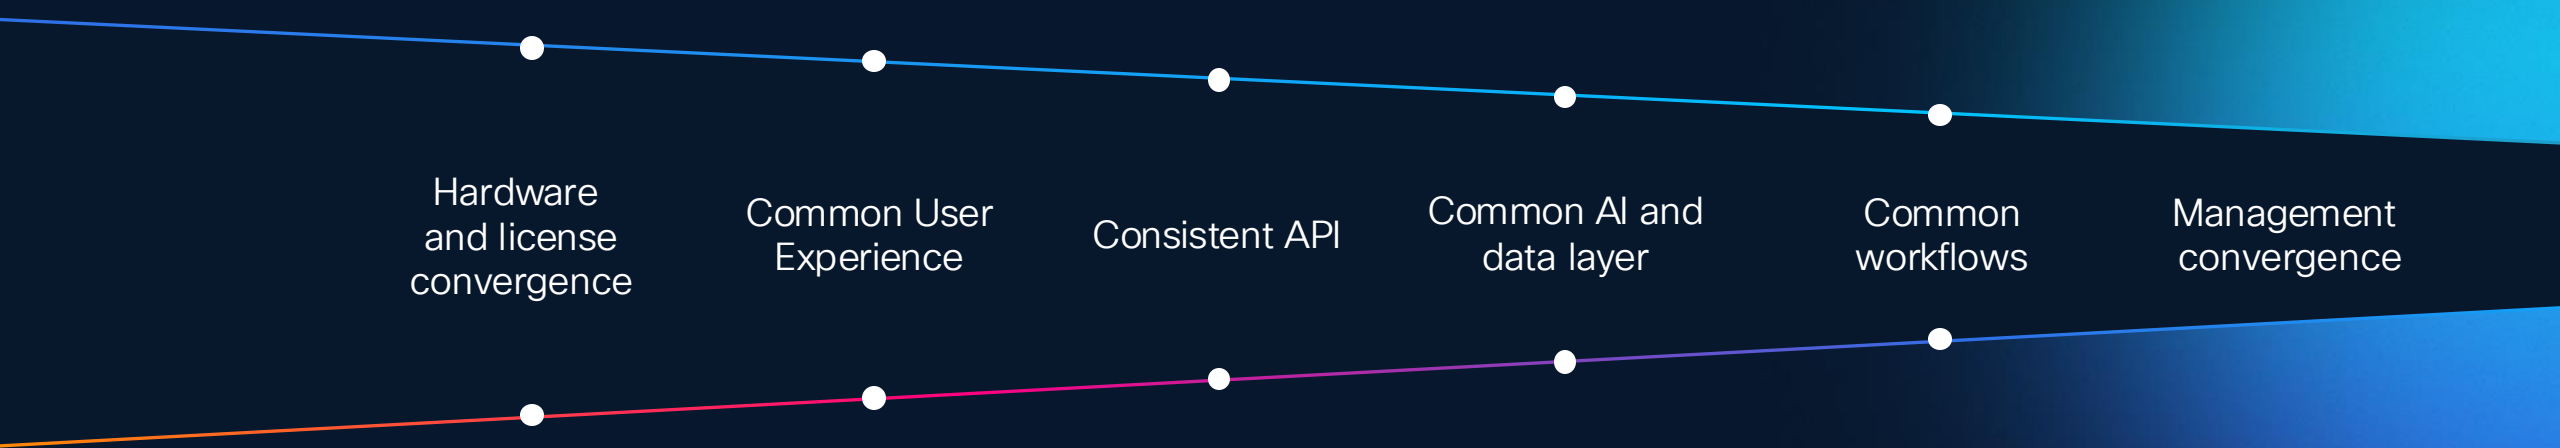 Hardware
and license
convergence
Common User
Experience
Consistent API
Common AI and
data layer
Common
workflows
Management
convergence